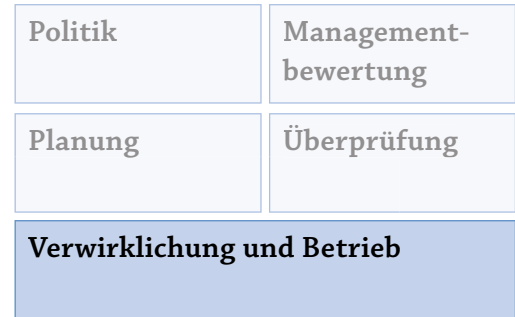 Politik
Management-
bewertung
Planung
Überprüfung
Verwirklichung und Betrieb